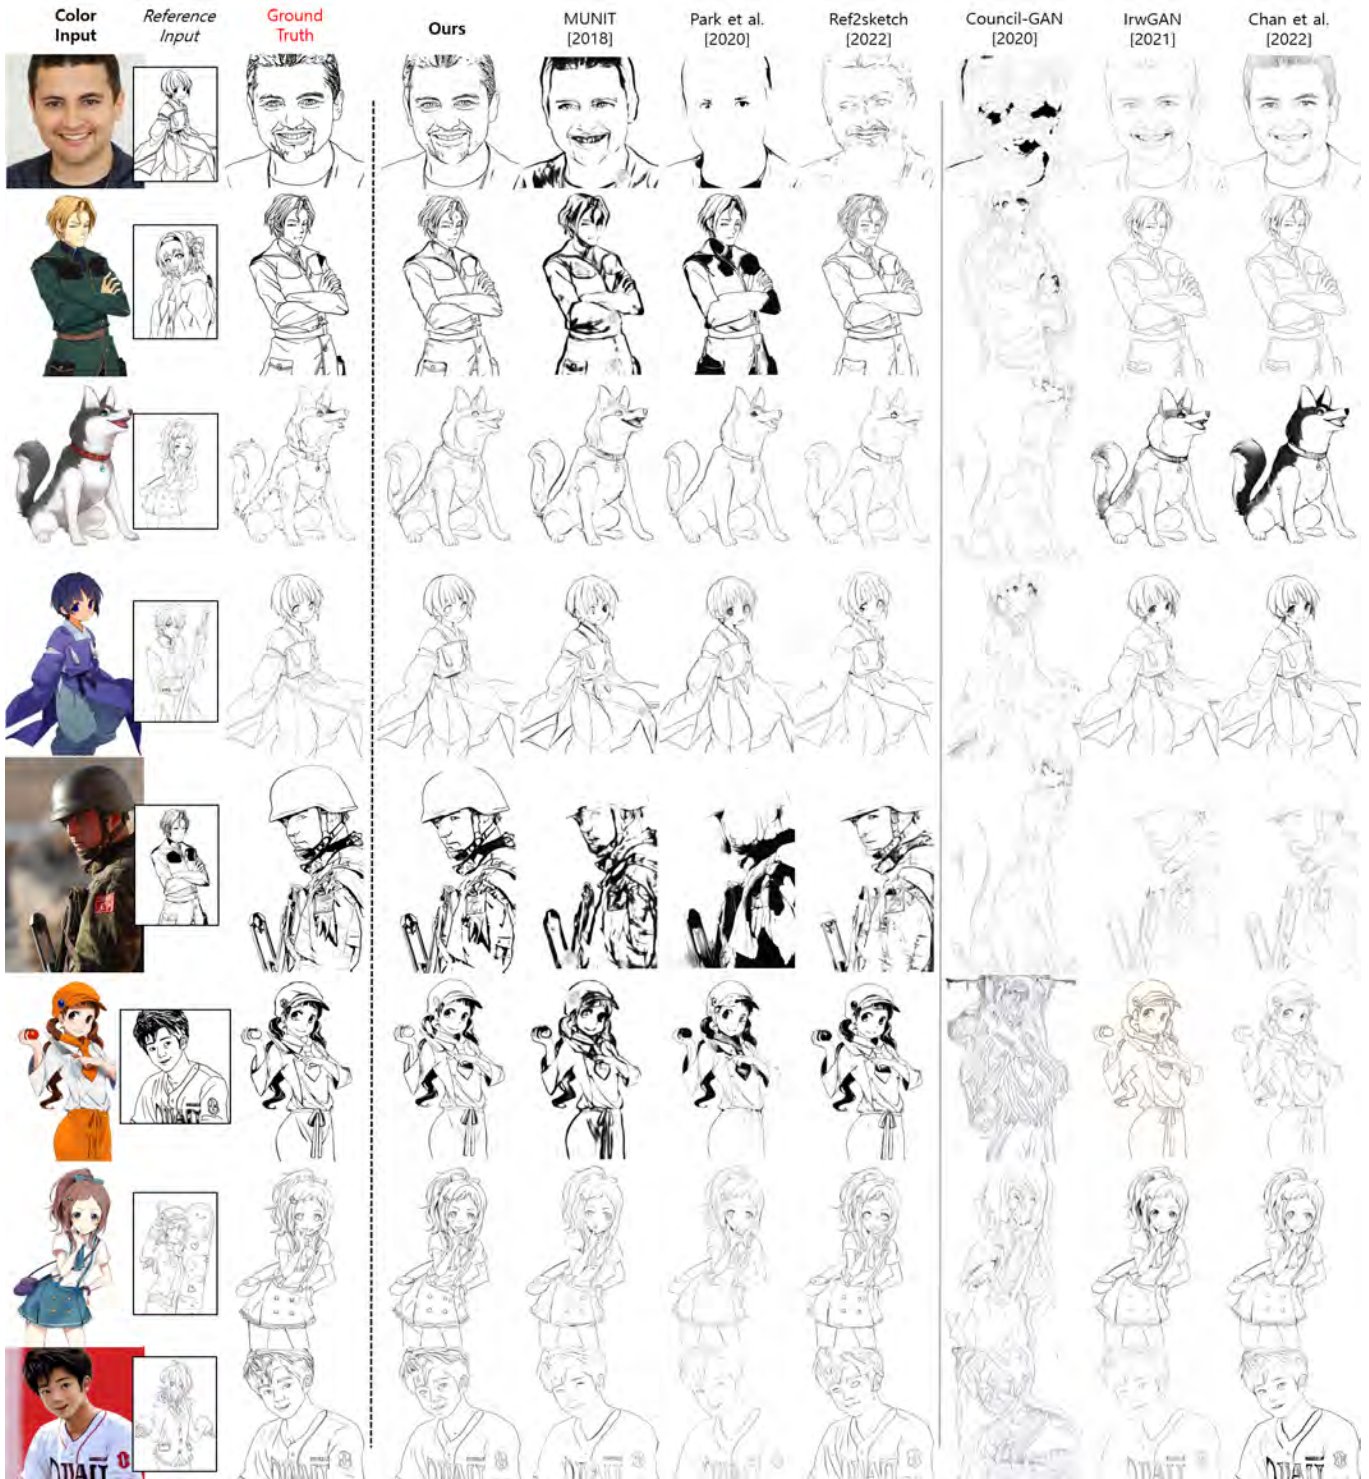 Color Input
Reference Input
Ground Truth
Ours
MUNIT [2018]
Park et al. [2020]
Ref2sketch [2022]
Council-GAN [2020]
IrwGAN [2021]
Chan et al. [2022]